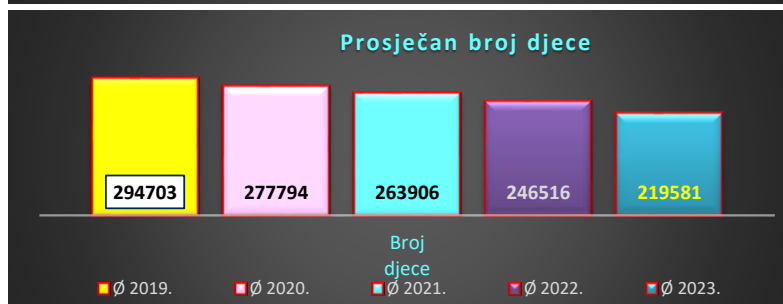 Prosječan broj djece
294703 277794 263906 246516 219581
Broj
djece
Ø 2019. Ø 2020. Ø 2021. Ø 2022. Ø 2023.